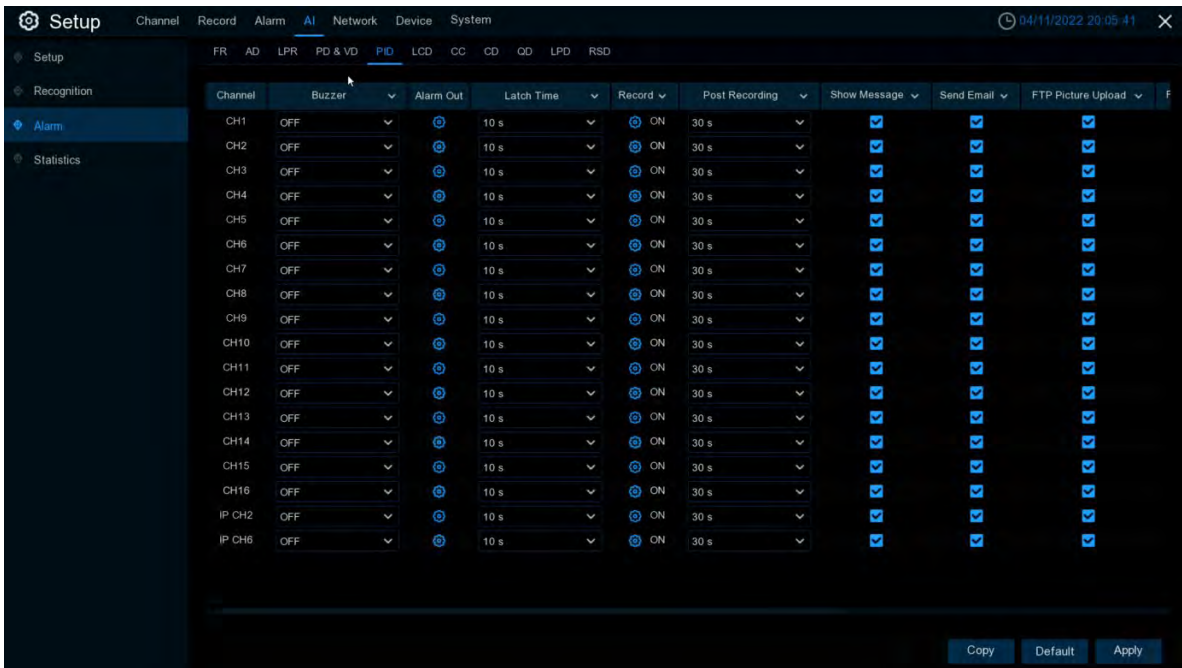 Setup Channel Record Alarm AI Network Device System 04/11/2022 20:05:41
FR AD LPR PD & VD PID LCD CC CD QD LPD RSD
Setup
Recognition
Alarm
Statistics
Channel Buzzer Alarm Out Latch Time Record Post Recording Show Message Send Email FTP Picture Upload F
CH1 OFF 10 s ON 30 s
CH2 OFF 10 s ON 30 s
CH3 OFF 10 s ON 30 s
CH4 OFF 10 s ON 30 s
CH5 OFF 10 s ON 30 s
CH6 OFF 10 s ON 30 s
CH7 OFF 10 s ON 30 s
CH8 OFF 10 s ON 30 s
CH9 OFF 10 s ON 30 s
CH10 OFF 10 s ON 30 s
CH11 OFF 10 s ON 30 s
CH12 OFF 10 s ON 30 s
CH13 OFF 10 s ON 30 s
CH14 OFF 10 s ON 30 s
CH15 OFF 10 s ON 30 s
CH16 OFF 10 s ON 30 s
IP CH2 OFF 10 s ON 30 s
IP CH6 OFF 10 s ON 30 s
Copy Default Apply